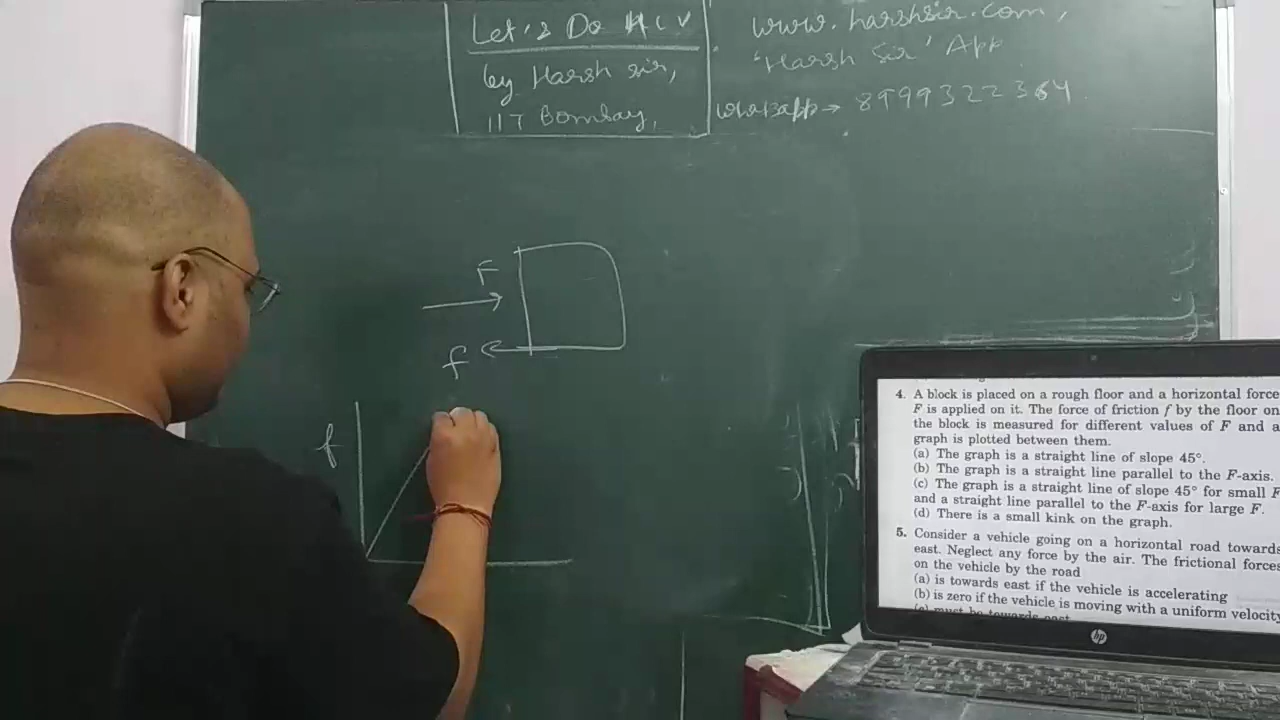 Let's Do HCV
by Harsh sir,
IIT Bombay,
www.harshsir.com,
'Harsh Sir' App
whatsapp → 8999322364
F
f
f
4. A block is placed on a rough floor and a horizontal force
F is applied on it. The force of friction f by the floor on
the block is measured for different values of F and a
graph is plotted between them.
(a) The graph is a straight line of slope 45°.
(b) The graph is a straight line parallel to the F-axis.
(c) The graph is a straight line of slope 45° for small F
and a straight line parallel to the F-axis for large F.
(d) There is a small kink on the graph.
5. Consider a vehicle going on a horizontal road towards
east. Neglect any force by the air. The frictional forces
on the vehicle by the road
(a) is towards east if the vehicle is accelerating
(b) is zero if the vehicle is moving with a uniform velocity
(c) must be towards east
hp